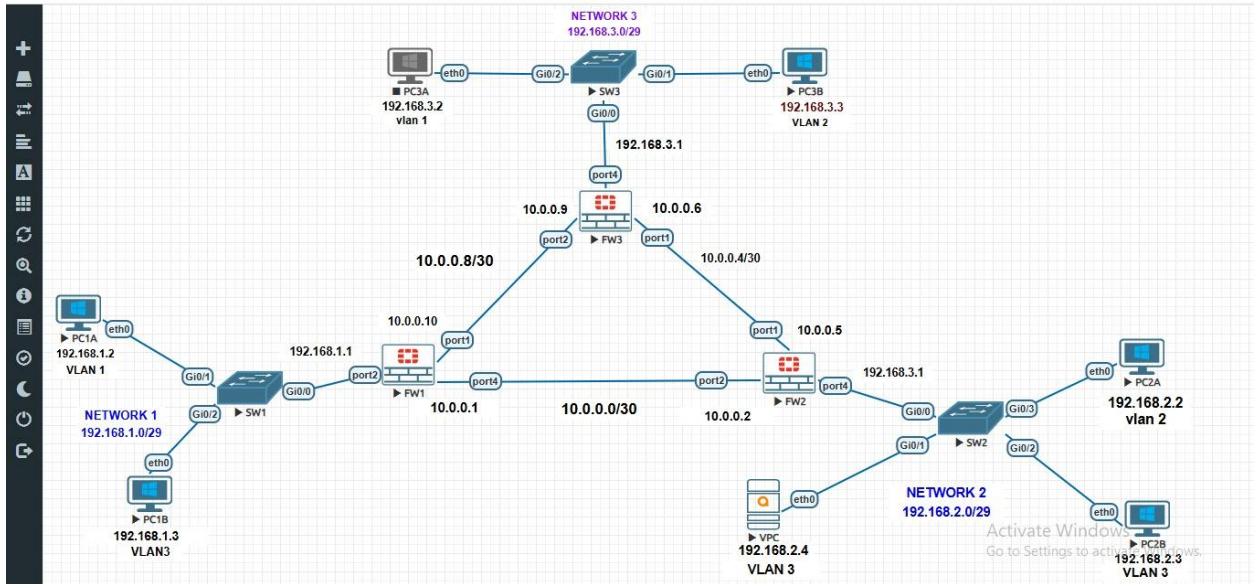 NETWORK 3
192.168.3.0/29
eth0
Gi0/2
Gi0/1
eth0
PC3A
SW3
PC3B
192.168.3.2
vlan 1
192.168.3.3
VLAN 2
Gi0/0
192.168.3.1
port4
10.0.0.9
10.0.0.6
port2
FW3
port1
10.0.0.8/30
10.0.0.4/30
10.0.0.10
port1
port1
10.0.0.5
eth0
PC1A
192.168.1.2
VLAN 1
192.168.1.1
port2
FW1
port4
port2
FW2
port4
192.168.3.1
eth0
PC2A
192.168.2.2
vlan 2
Gi0/1
Gi0/0
SW1
Gi0/2
10.0.0.1
10.0.0.0/30
10.0.0.2
Gi0/0
Gi0/3
SW2
Gi0/1
Gi0/2
NETWORK 1
192.168.1.0/29
eth0
PC1B
192.168.1.3
VLAN3
NETWORK 2
192.168.2.0/29
eth0
VPC
192.168.2.4
VLAN 3
eth0
PC2B
192.168.2.3
VLAN 3
Activate Windows
Go to Settings to activate Windows.